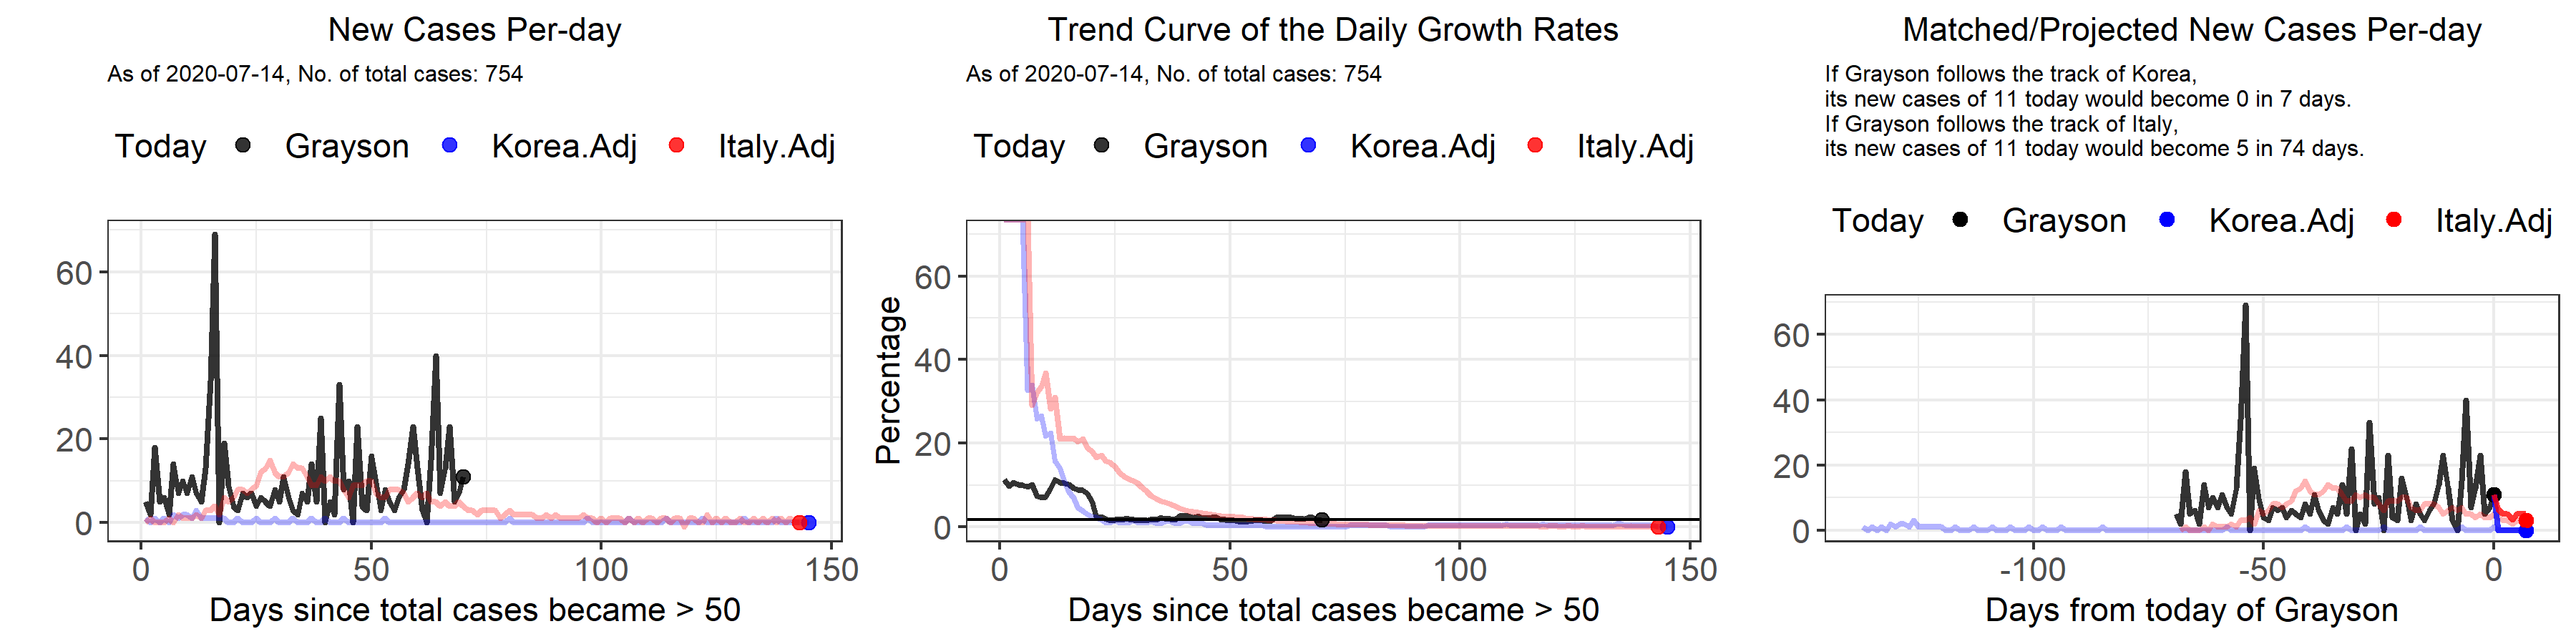 New Cases Per-day
As of 2020-07-14, No. of total cases: 754
Today Grayson Korea.Adj Italy.Adj
60
40
20
0
0 50 100 150
Days since total cases became > 50
Trend Curve of the Daily Growth Rates
As of 2020-07-14, No. of total cases: 754
Today Grayson Korea.Adj Italy.Adj
Percentage
60
40
20
0
0 50 100 150
Days since total cases became > 50
Matched/Projected New Cases Per-day
If Grayson follows the track of Korea,
its new cases of 11 today would become 0 in 7 days.
If Grayson follows the track of Italy,
its new cases of 11 today would become 5 in 74 days.
Today Grayson Korea.Adj Italy.Adj
60
40
20
0
-100 -50 0
Days from today of Grayson